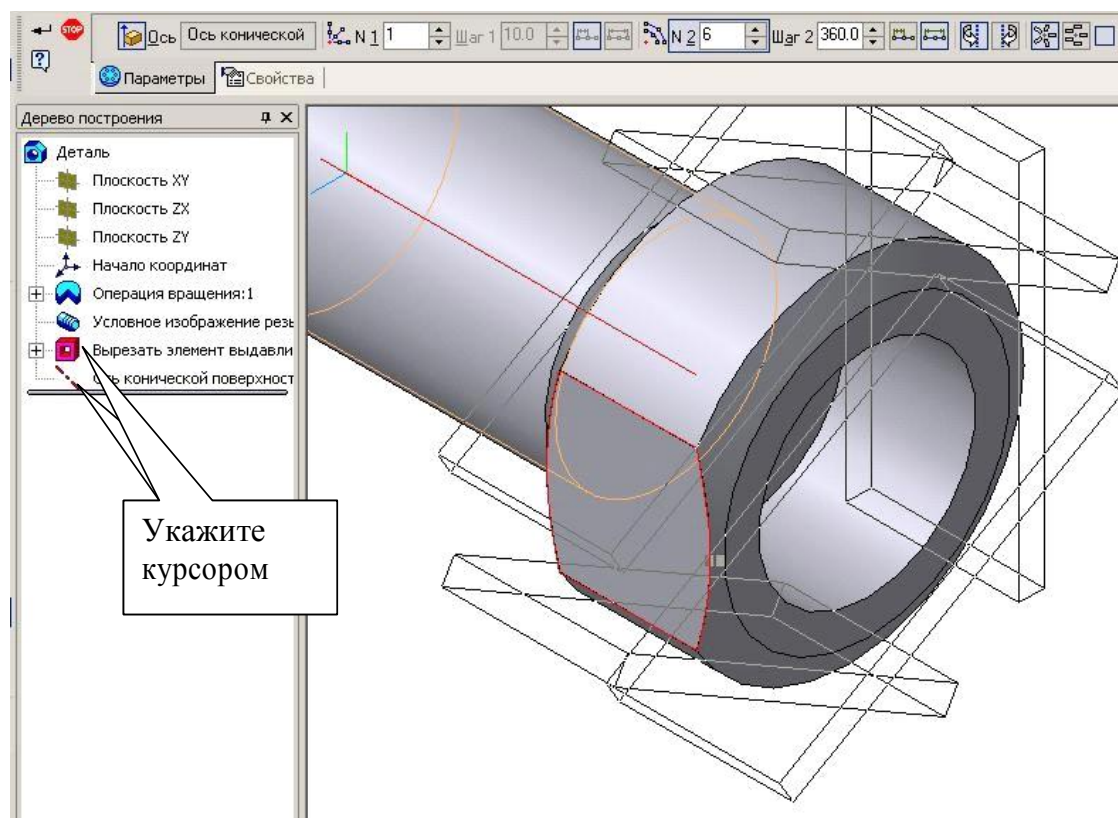 STOP Ось Ось конической N 1 1 Шаг 1 10.0 N 2 6 Шаг 2 360.0
Параметры Свойства
Дерево построения
Деталь
Плоскость XY
Плоскость ZX
Плоскость ZY
Начало координат
Операция вращения:1
Условное изображение резь
Вырезать элемент выдавли
Ось конической поверхност
Укажите
курсором